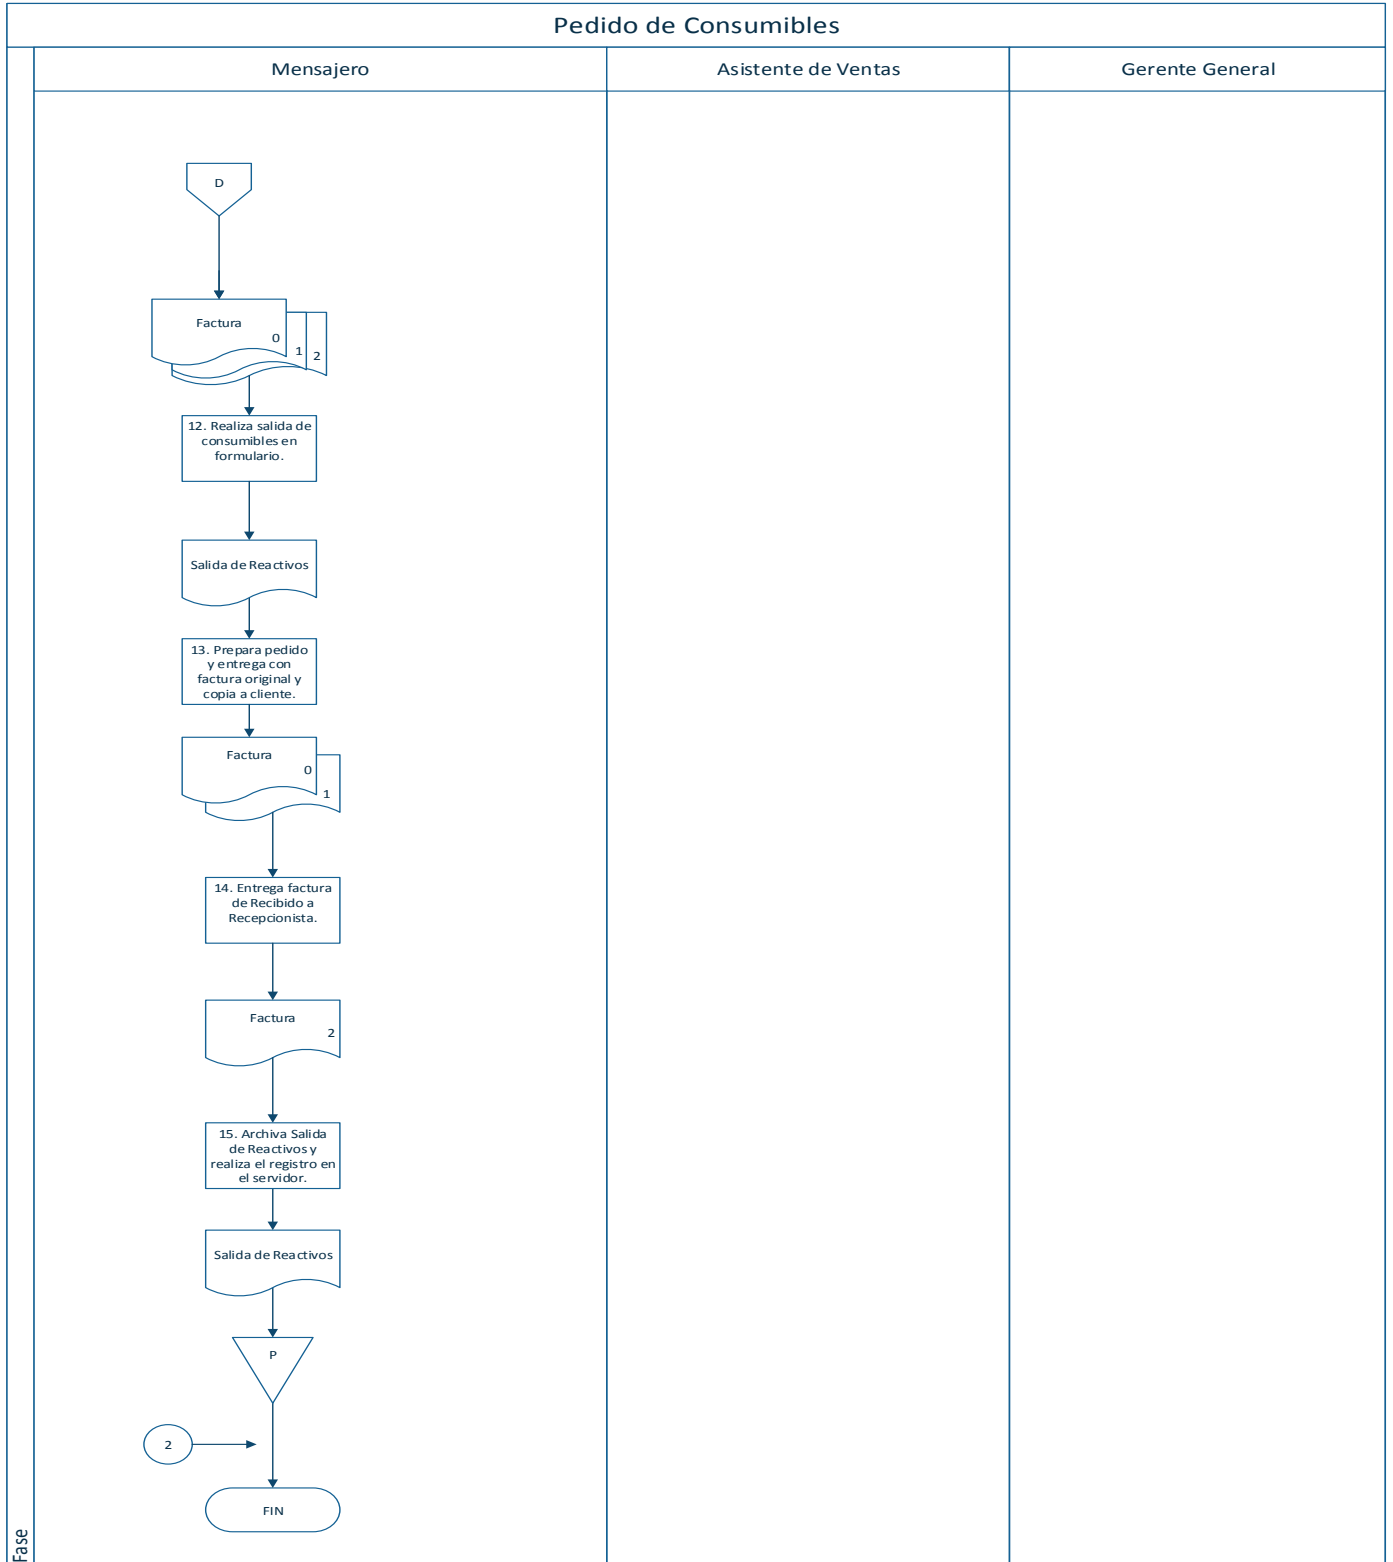 Pedido de Consumibles
Mensajero
Asistente de Ventas
Gerente General
D
Factura
0
1
2
12. Realiza salida de
consumibles en
formulario.
Salida de Reactivos
13. Prepara pedido
y entrega con
factura original y
copia a cliente.
Factura
0
1
14. Entrega factura
de Recibido a
Recepcionista.
Factura
2
15. Archiva Salida
de Reactivos y
realiza el registro en
el servidor.
Salida de Reactivos
P
2
FIN
Fase